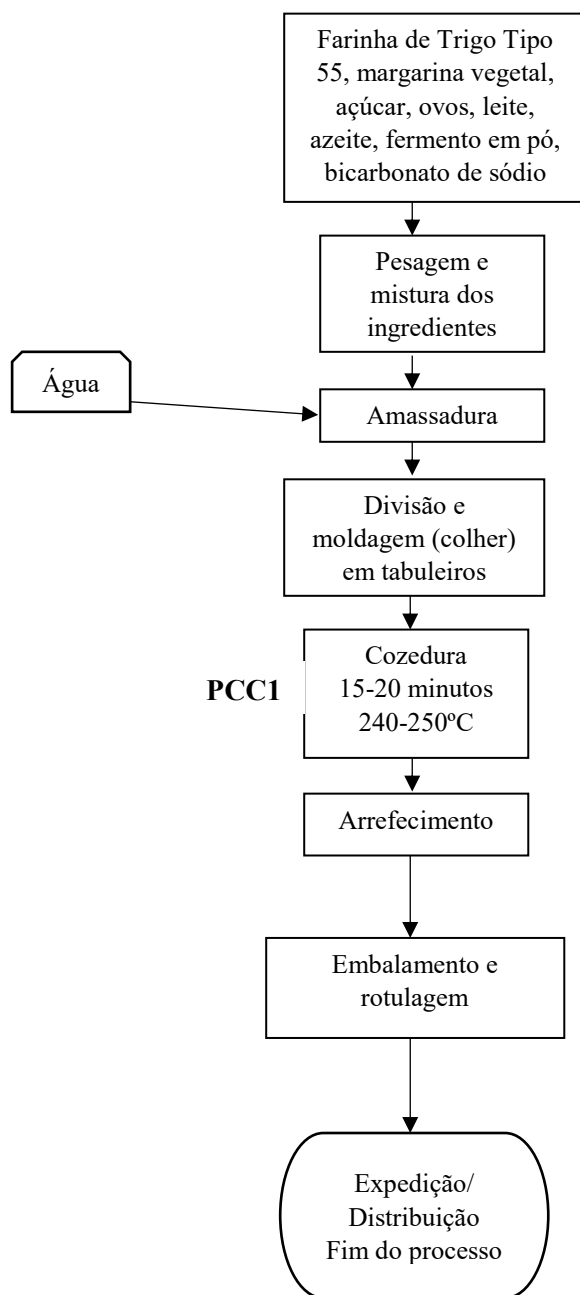 Farinha de Trigo Tipo
55, margarina vegetal,
açúcar, ovos, leite,
azeite, fermento em pó,
bicarbonato de sódio
Pesagem e
mistura dos
ingredientes
Água
Amassadura
Divisão e
moldagem (colher)
em tabuleiros
PCC1
Cozedura
15-20 minutos
240-250ºC
Arrefecimento
Embalamento e
rotulagem
Expedição/
Distribuição
Fim do processo